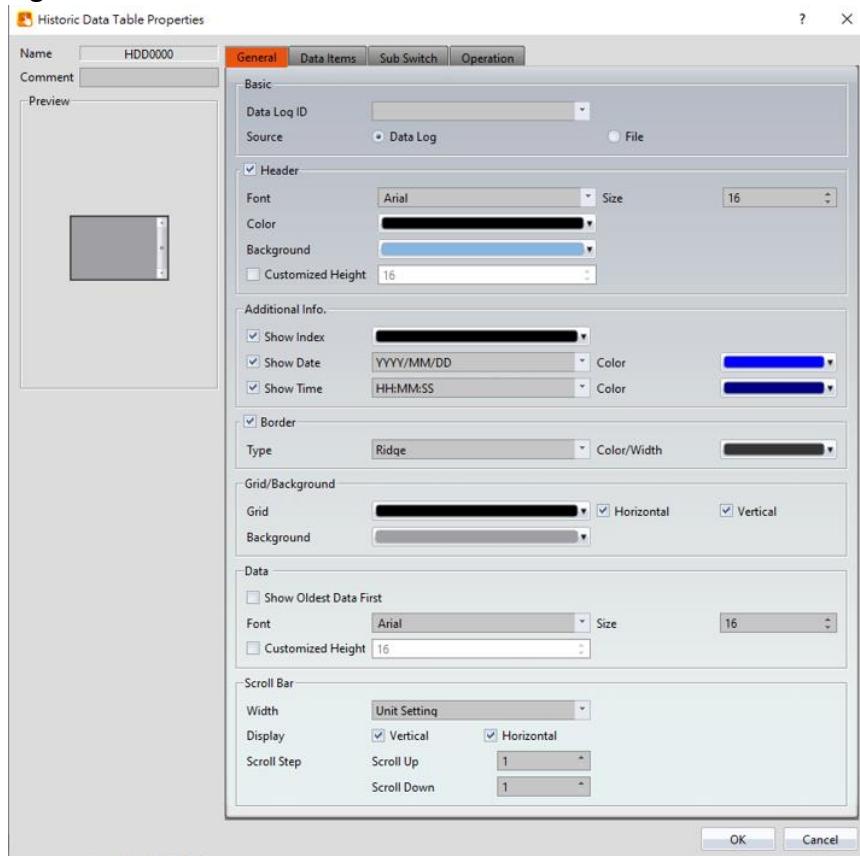 Historic Data Table Properties ? ×
Name HDD0000
Comment
Preview
General Data Items Sub Switch Operation
Basic
Data Log ID
Source Data Log File
Header
Font Arial Size 16
Color
Background
Customized Height 16
Additional Info.
Show Index
Show Date YYYY/MM/DD Color
Show Time HH:MM:SS Color
Border
Type Ridge Color/Width
Grid/Background
Grid Horizontal Vertical
Background
Data
Show Oldest Data First
Font Arial Size 16
Customized Height 16
Scroll Bar
Width Unit Setting
Display Vertical Horizontal
Scroll Step Scroll Up 1
Scroll Down 1
OK Cancel